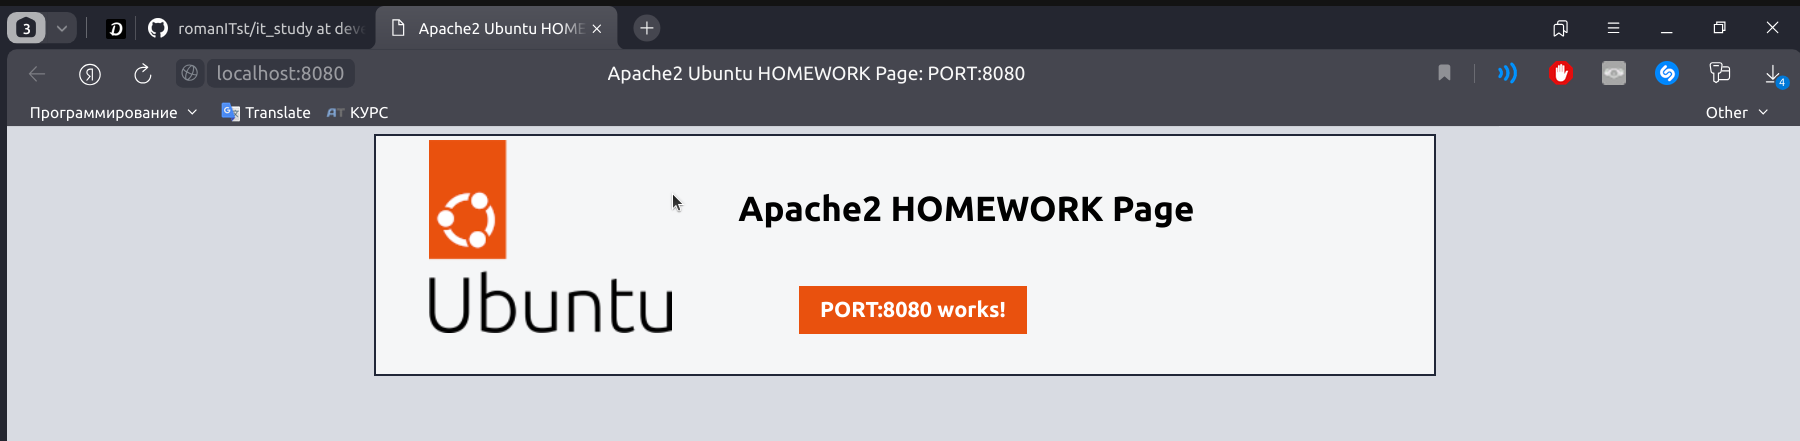 3
romanITst/it_study at deve
Apache2 Ubuntu HOME
Я
localhost:8080
Apache2 Ubuntu HOMEWORK Page: PORT:8080
4
Программирование
Translate
AT КУРС
Other
Apache2 HOMEWORK Page
Ubuntu
PORT:8080 works!